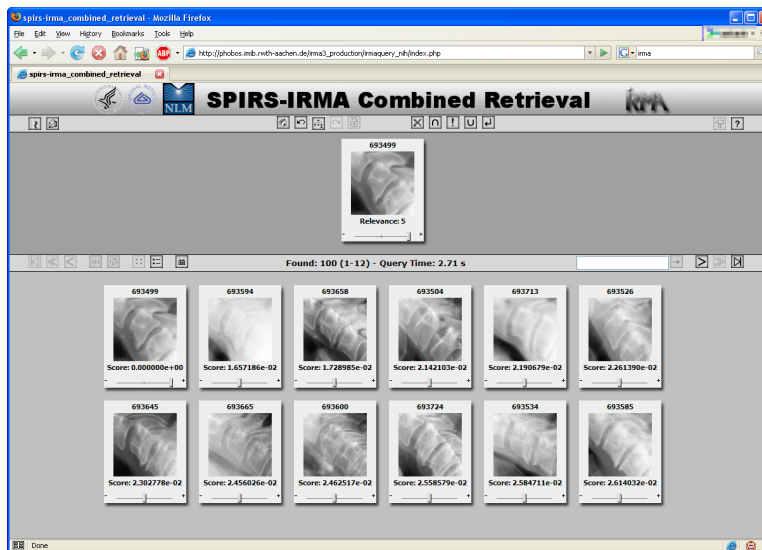 spirs-irma_combined_retrieval - Mozilla Firefox
File Edit View History Bookmarks Tools Help
http://phobos.imib.rwth-aachen.de/irma3_production/irmaquery_nih/index.php
irma
spirs-irma_combined_retrieval
NLM
SPIRS-IRMA Combined Retrieval
IRMA
693499
Relevance: 5
- +
Found: 100 (1-12) - Query Time: 2.71 s
693499 693594 693658 693504 693713 693526
Score: 0.000000e+00 Score: 1.657186e-02 Score: 1.728985e-02 Score: 2.142103e-02 Score: 2.190679e-02 Score: 2.261390e-02
- + - + - + - + - + - +
693645 693665 693600 693724 693534 693585
Score: 2.302778e-02 Score: 2.456026e-02 Score: 2.462517e-02 Score: 2.558579e-02 Score: 2.584711e-02 Score: 2.614032e-02
- + - + - + - + - + - +
Done